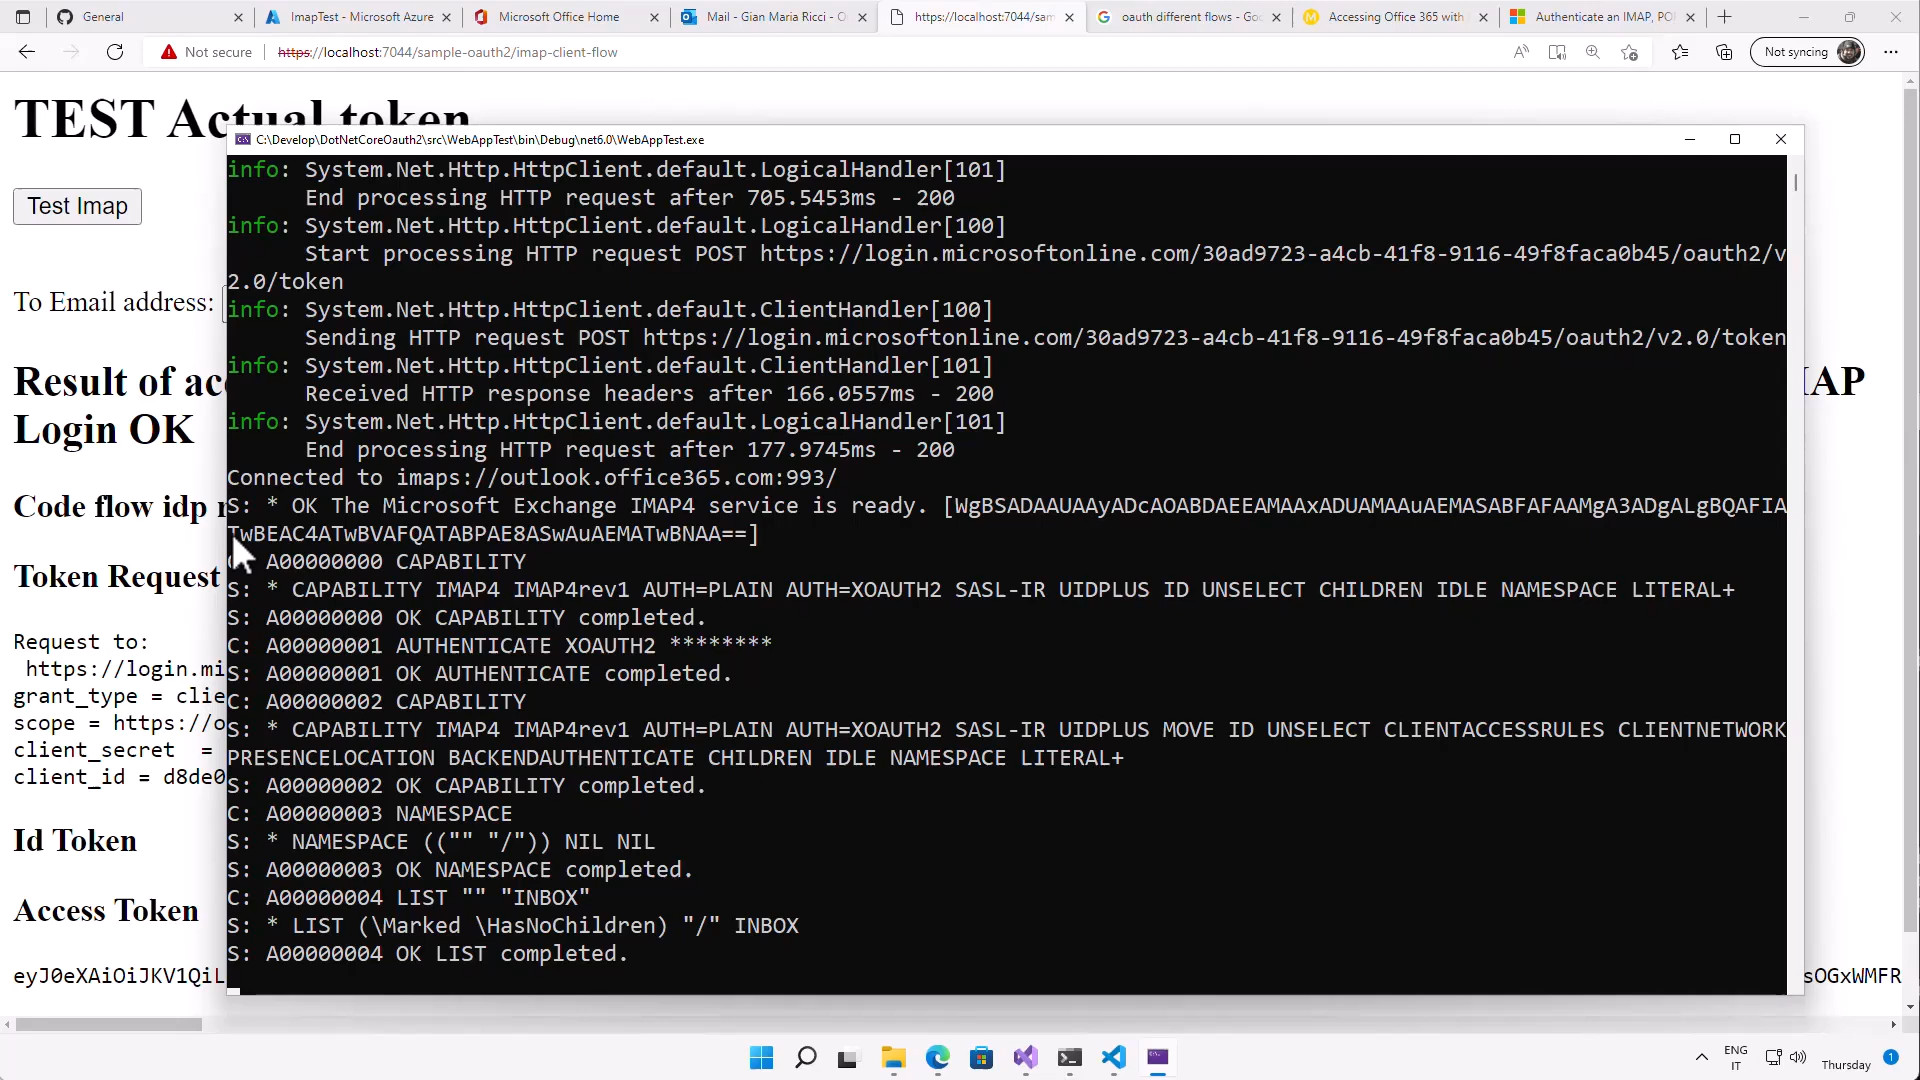 General
ImapTest - Microsoft Azure
Microsoft Office Home
Mail - Gian Maria Ricci - O
https://localhost:7044/sam
oauth different flows - Goo
Accessing Office 365 with
Authenticate an IMAP, PO
Not secure
https://localhost:7044/sample-oauth2/imap-client-flow
Not syncing
TEST Actual token
C:\Develop\DotNetCoreOauth2\src\WebAppTest\bin\Debug\net6.0\WebAppTest.exe
Test Imap
To Email address:
Result of acc
IAP
Login OK
Code flow idp r
Token Request
Request to:
https://login.mi
grant_type = clie
scope = https://o
client_secret  =
client_id = d8de0
Id Token
Access Token
eyJ0eXAiOiJKV1QiL
sOGxWMFR
info: System.Net.Http.HttpClient.default.LogicalHandler[101]
End processing HTTP request after 705.5453ms - 200
info: System.Net.Http.HttpClient.default.LogicalHandler[100]
Start processing HTTP request POST https://login.microsoftonline.com/30ad9723-a4cb-41f8-9116-49f8faca0b45/oauth2/v
2.0/token
info: System.Net.Http.HttpClient.default.ClientHandler[100]
Sending HTTP request POST https://login.microsoftonline.com/30ad9723-a4cb-41f8-9116-49f8faca0b45/oauth2/v2.0/token
info: System.Net.Http.HttpClient.default.ClientHandler[101]
Received HTTP response headers after 166.0557ms - 200
info: System.Net.Http.HttpClient.default.LogicalHandler[101]
End processing HTTP request after 177.9745ms - 200
Connected to imaps://outlook.office365.com:993/
S: * OK The Microsoft Exchange IMAP4 service is ready. [WgBSADAAUAAyADcAOABDAEEAMAAxADUAMAAuAEMASABFAFAAMgA3ADgALgBQAFIA
TwBEAC4ATwBVAFQATABPAE8ASwAuAEMATwBNAA==]
A00000000 CAPABILITY
S: * CAPABILITY IMAP4 IMAP4rev1 AUTH=PLAIN AUTH=XOAUTH2 SASL-IR UIDPLUS ID UNSELECT CHILDREN IDLE NAMESPACE LITERAL+
S: A00000000 OK CAPABILITY completed.
C: A00000001 AUTHENTICATE XOAUTH2 ********
S: A00000001 OK AUTHENTICATE completed.
C: A00000002 CAPABILITY
S: * CAPABILITY IMAP4 IMAP4rev1 AUTH=PLAIN AUTH=XOAUTH2 SASL-IR UIDPLUS MOVE ID UNSELECT CLIENTACCESSRULES CLIENTNETWORK
PRESENCELOCATION BACKENDAUTHENTICATE CHILDREN IDLE NAMESPACE LITERAL+
S: A00000002 OK CAPABILITY completed.
C: A00000003 NAMESPACE
S: * NAMESPACE (("" "/")) NIL NIL
S: A00000003 OK NAMESPACE completed.
C: A00000004 LIST "" "INBOX"
S: * LIST (\Marked \HasNoChildren) "/" INBOX
S: A00000004 OK LIST completed.
ENG
IT
Thursday
1